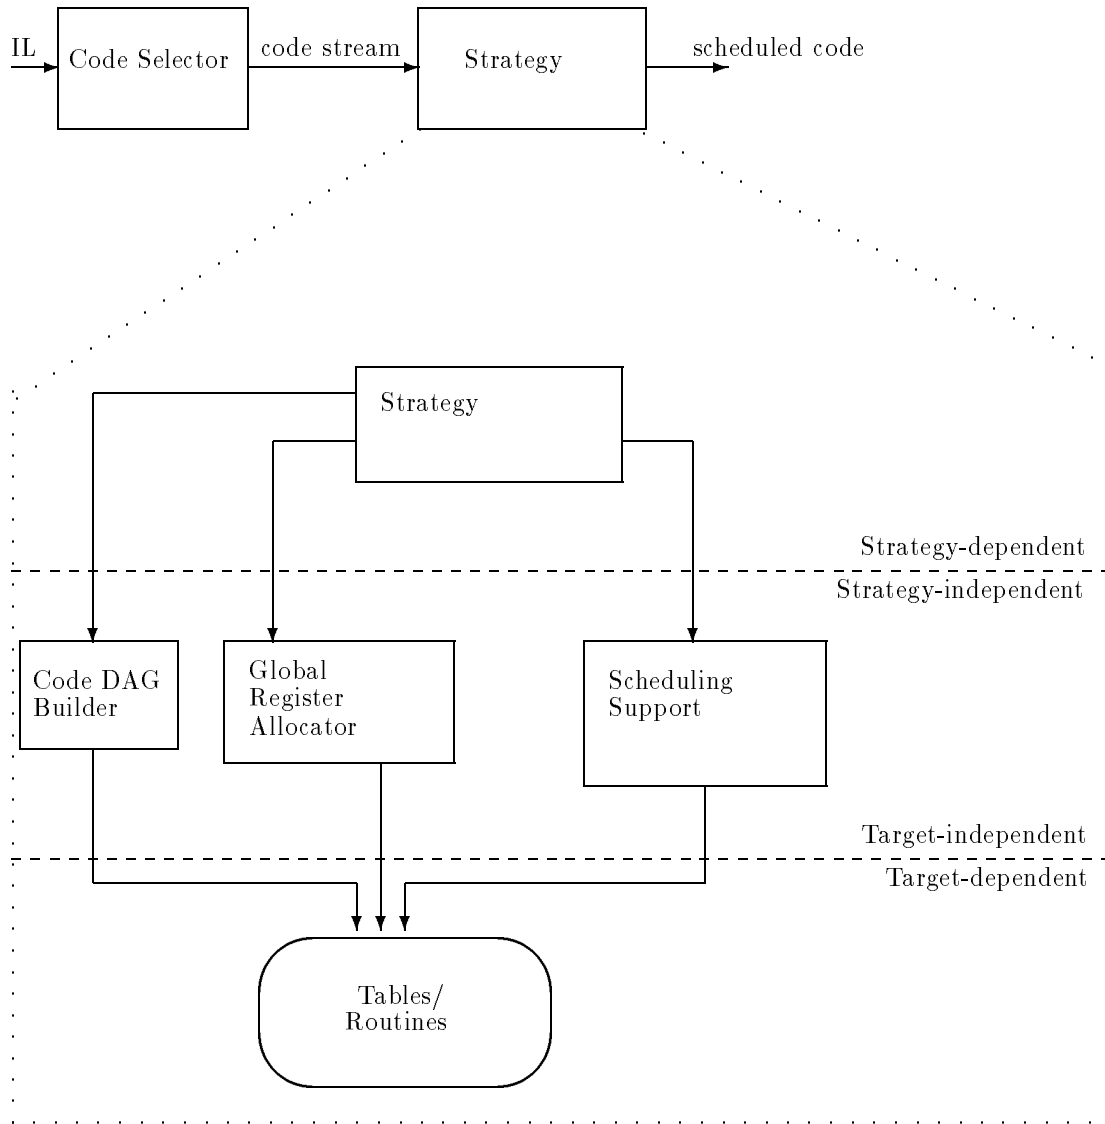 IL
Code Selector
code stream
Strategy
scheduled code
Strategy
Strategy-dependent
Strategy-independent
Code DAG
Builder
Global
Register
Allocator
Scheduling
Support
Target-independent
Target-dependent
Tables/
Routines